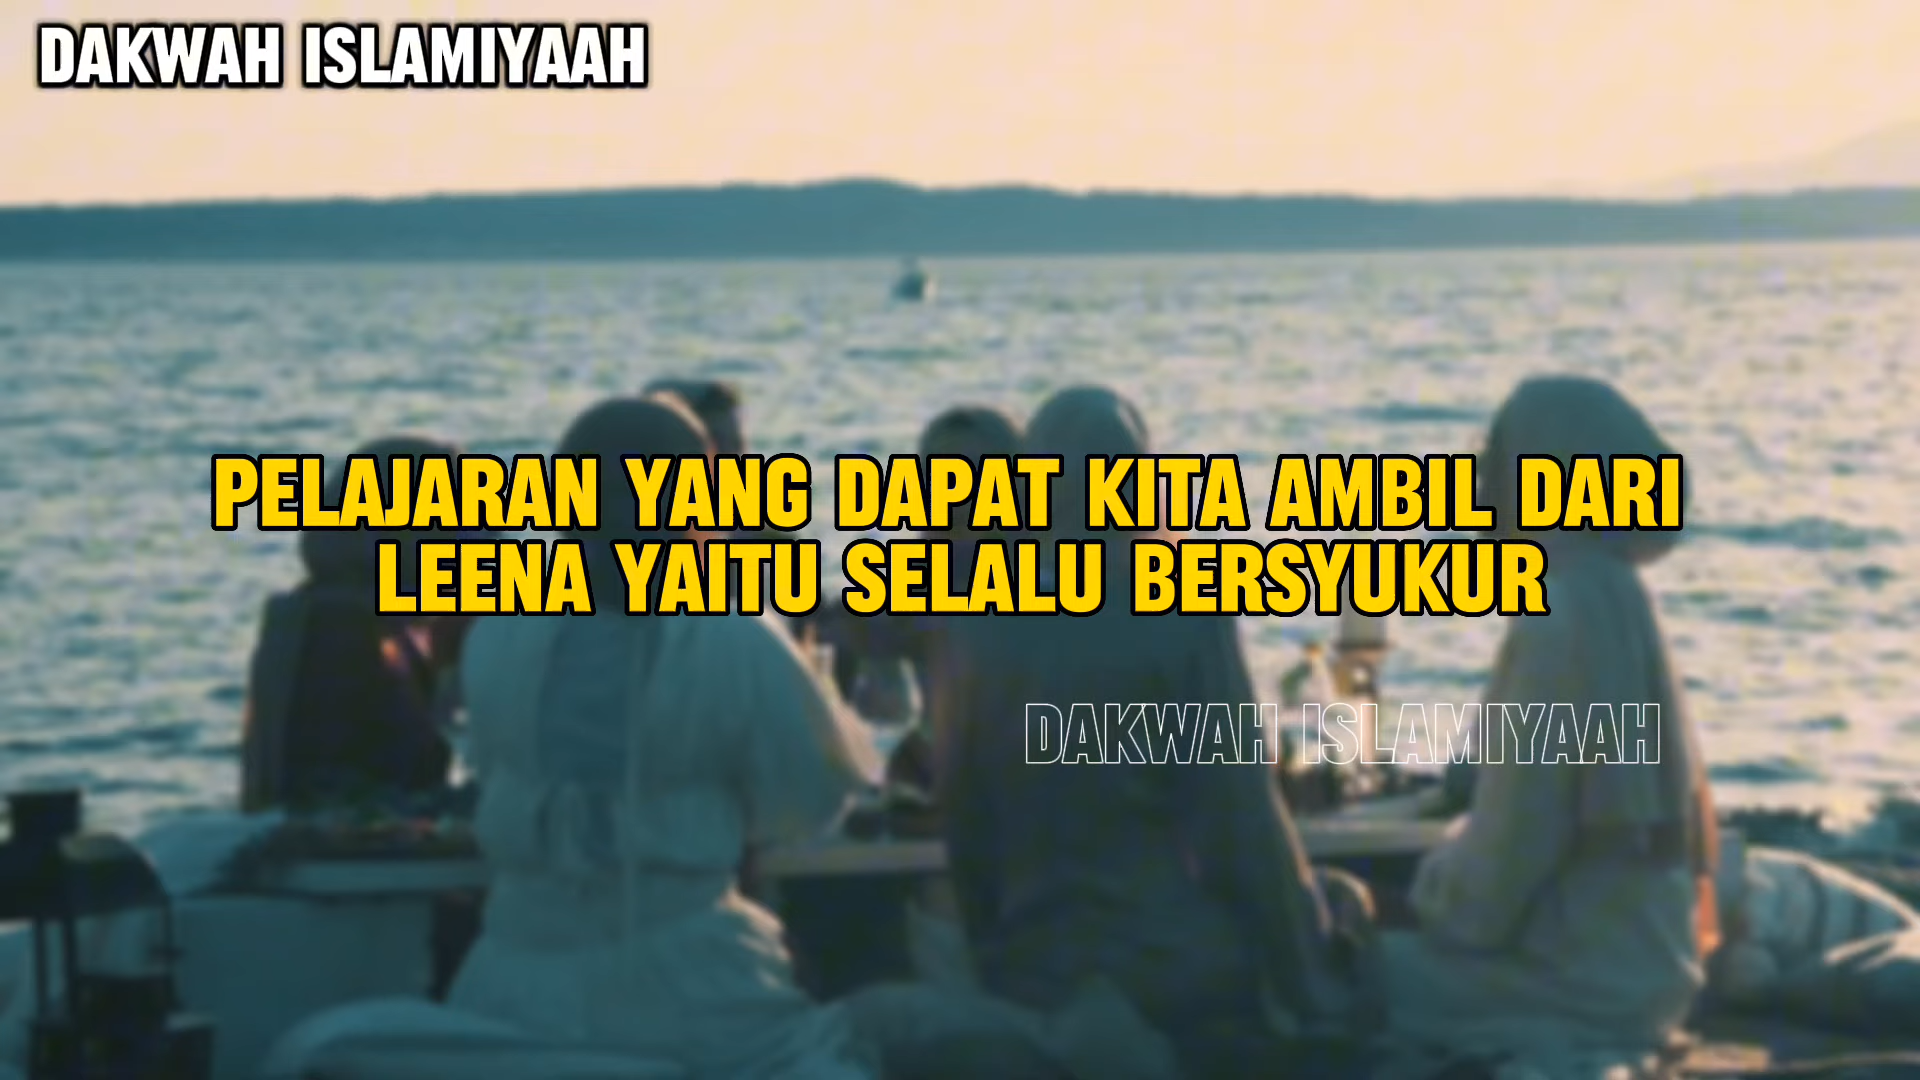 DAKWAH ISLAMIYAAH
PELAJARAN YANG DAPAT KITA AMBIL DARI
LEENA YAITU SELALU BERSYUKUR
DAKWAH ISLAMIYAAH